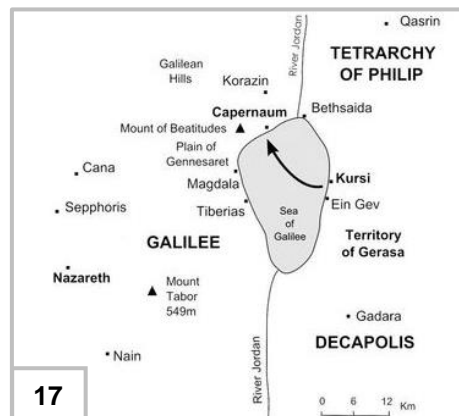 Qasrin
River Jordan
TETRARCHY
OF PHILIP
Galilean
Hills
Korazin
Capernaum
Bethsaida
Mount of Beatitudes
Plain of
Gennesaret
Cana
Magdala
Kursi
Sepphoris
Tiberias
Ein Gev
Sea
of
Galilee
GALILEE
Territory
of Gerasa
Nazareth
Mount
Tabor
549m
Gadara
DECAPOLIS
Nain
River Jordan
17
0 6 12 Km